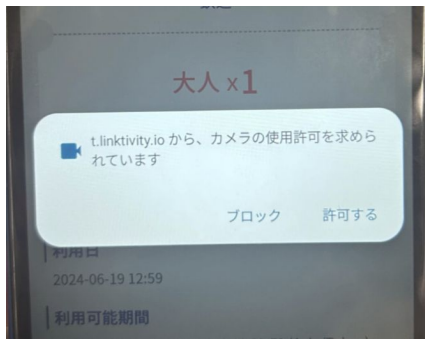 大人 x1
t.linktivity.io から、カメラの使用許可を求めら
れています
ブロック
許可する
利用日
2024-06-19 12:59
利用可能期間